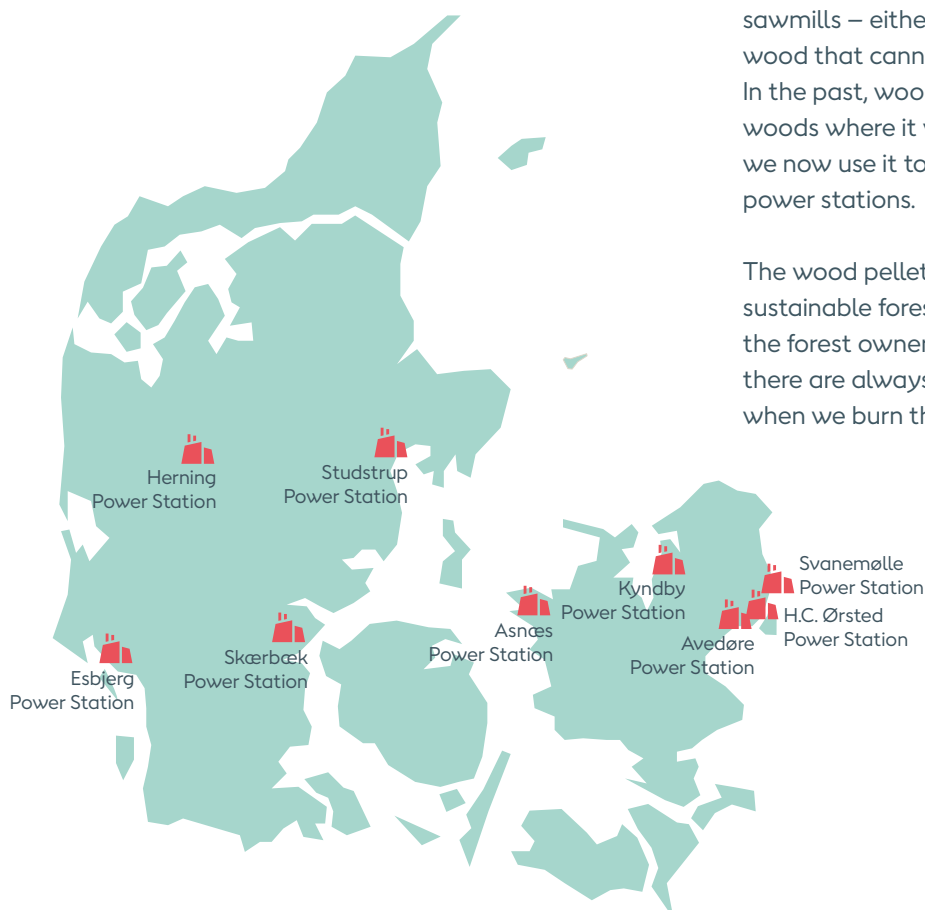 sawmills – eithe
wood that cann
In the past, woo
woods where it
we now use it to
power stations.
The wood pellet
sustainable fores
the forest owner
there are always
when we burn th
Herning
Power Station
Studstrup
Power Station
Svanemølle
Power Station
Kyndby
Power Station
H.C. Ørsted
Power Station
Asnæs
Power Station
Avedøre
Power Station
Skærbæk
Power Station
Esbjerg
Power Station